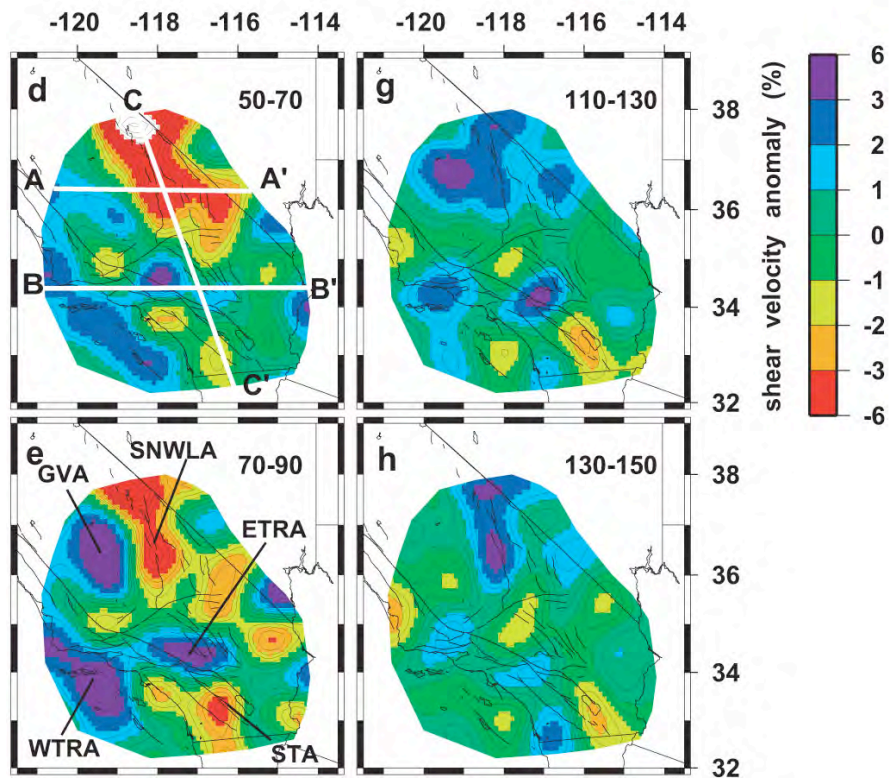 -120 -118 -116 -114 -120 -118 -116 -114
d C 50-70
g 110-130
A A'
B B'
C'
38
36
34
32
6
3
2
1
0
-1
-2
-3
-6
shear velocity anomaly (%)
e SNWLA 70-90
GVA
ETRA
WTRA
STA
h 130-150
38
36
34
32